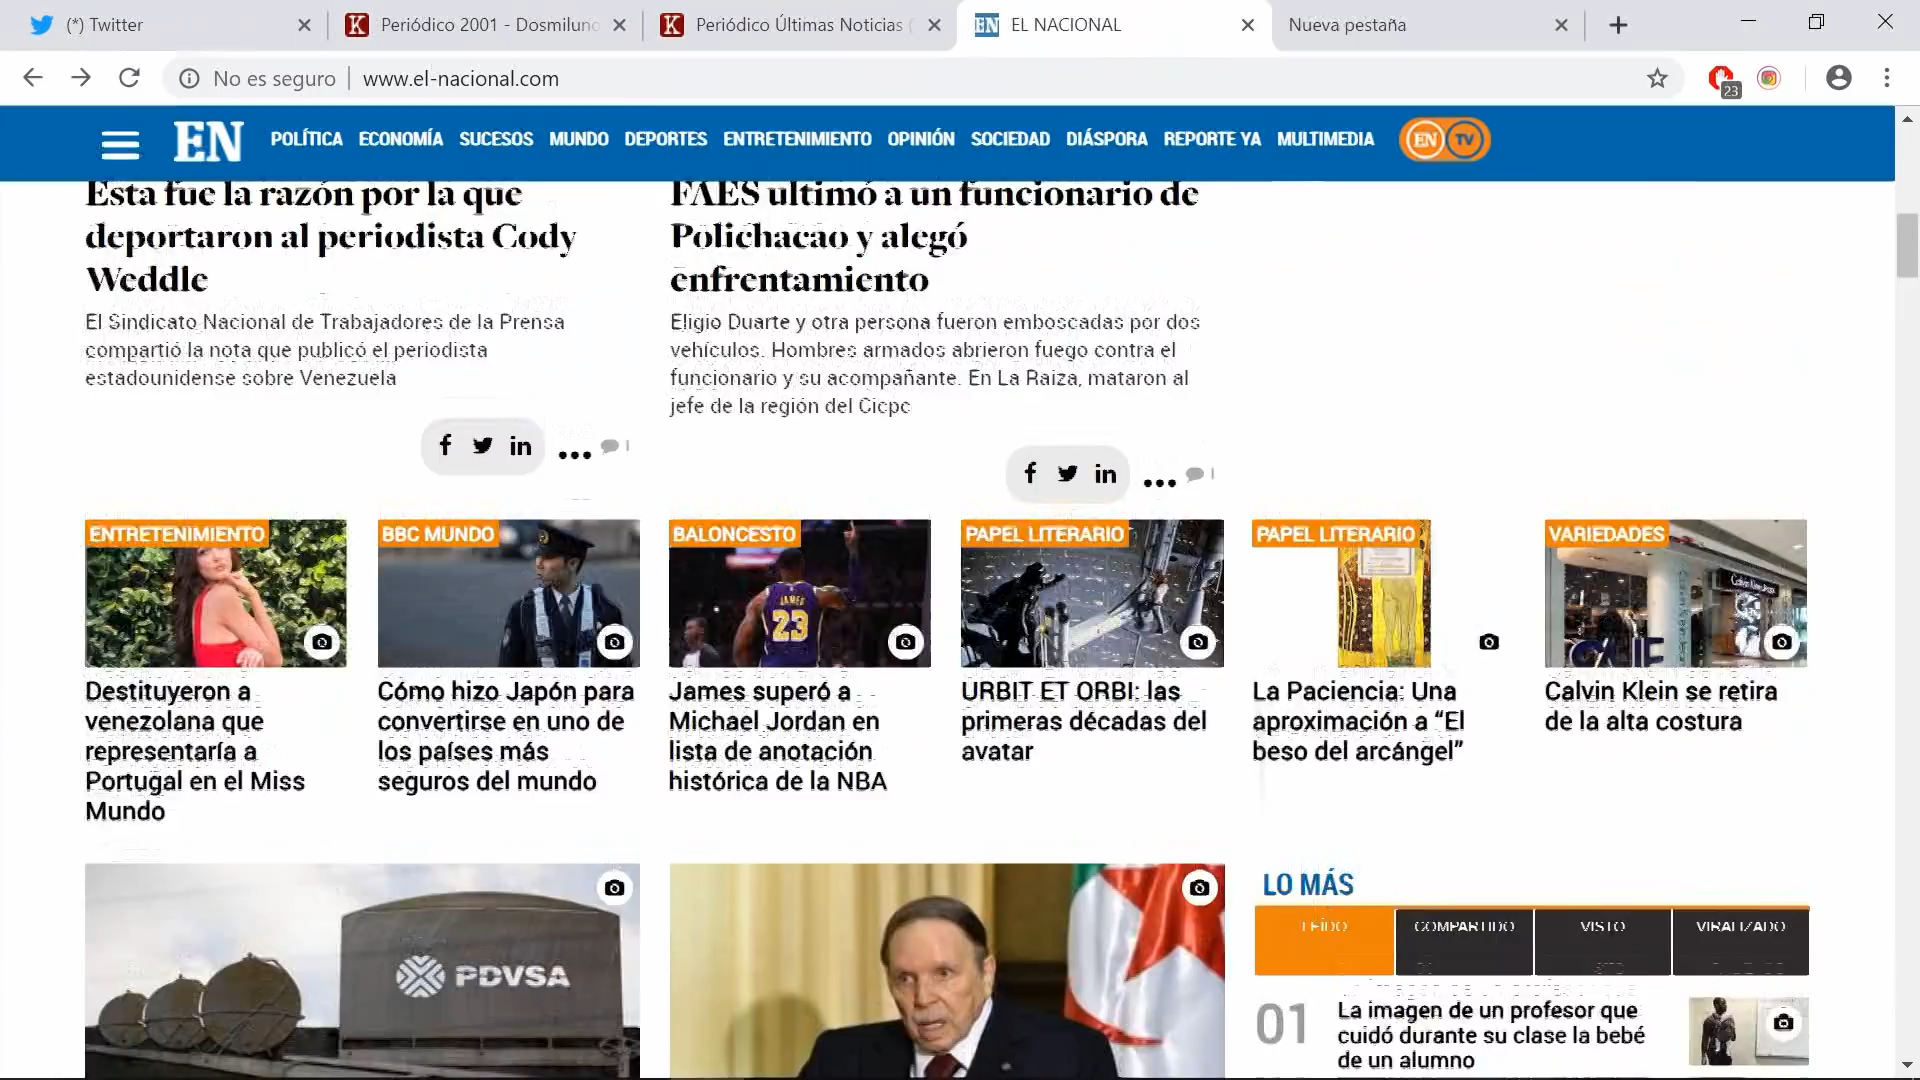 (*) Twitter
Periódico 2001 - Dosmiluno
Periódico Últimas Noticias (
EN EL NACIONAL
Nueva pestaña
No es seguro | www.el-nacional.com
23
EN POLÍTICA ECONOMÍA SUCESOS MUNDO DEPORTES ENTRETENIMIENTO OPINIÓN SOCIEDAD DIÁSPORA REPORTE YA MULTIMEDIA EN TV
Esta fue la razón por la que
deportaron al periodista Cody
Weddle
El Sindicato Nacional de Trabajadores de la Prensa
compartió la nota que publicó el periodista
estadounidense sobre Venezuela
FAES ultimó a un funcionario de
Polichacao y alegó
enfrentamiento
Eligio Duarte y otra persona fueron emboscadas por dos
vehículos. Hombres armados abrieron fuego contra el
funcionario y su acompañante. En La Raiza, mataron al
jefe de la región del Cicpc
ENTRETENIMIENTO
Destituyeron a
venezolana que
representaría a
Portugal en el Miss
Mundo
BBC MUNDO
Cómo hizo Japón para
convertirse en uno de
los países más
seguros del mundo
BALONCESTO
JAMES
23
James superó a
Michael Jordan en
lista de anotación
histórica de la NBA
PAPEL LITERARIO
URBIT ET ORBI: las
primeras décadas del
avatar
PAPEL LITERARIO
La Paciencia: Una
aproximación a “El
beso del arcángel”
VARIEDADES
Calvin Klein
Calvin Klein se retira
de la alta costura
PDVSA
LO MÁS
LEÍDO COMPARTIDO VISTO VIRALIZADO
01
La imagen de un profesor que
cuidó durante su clase la bebé
de un alumno